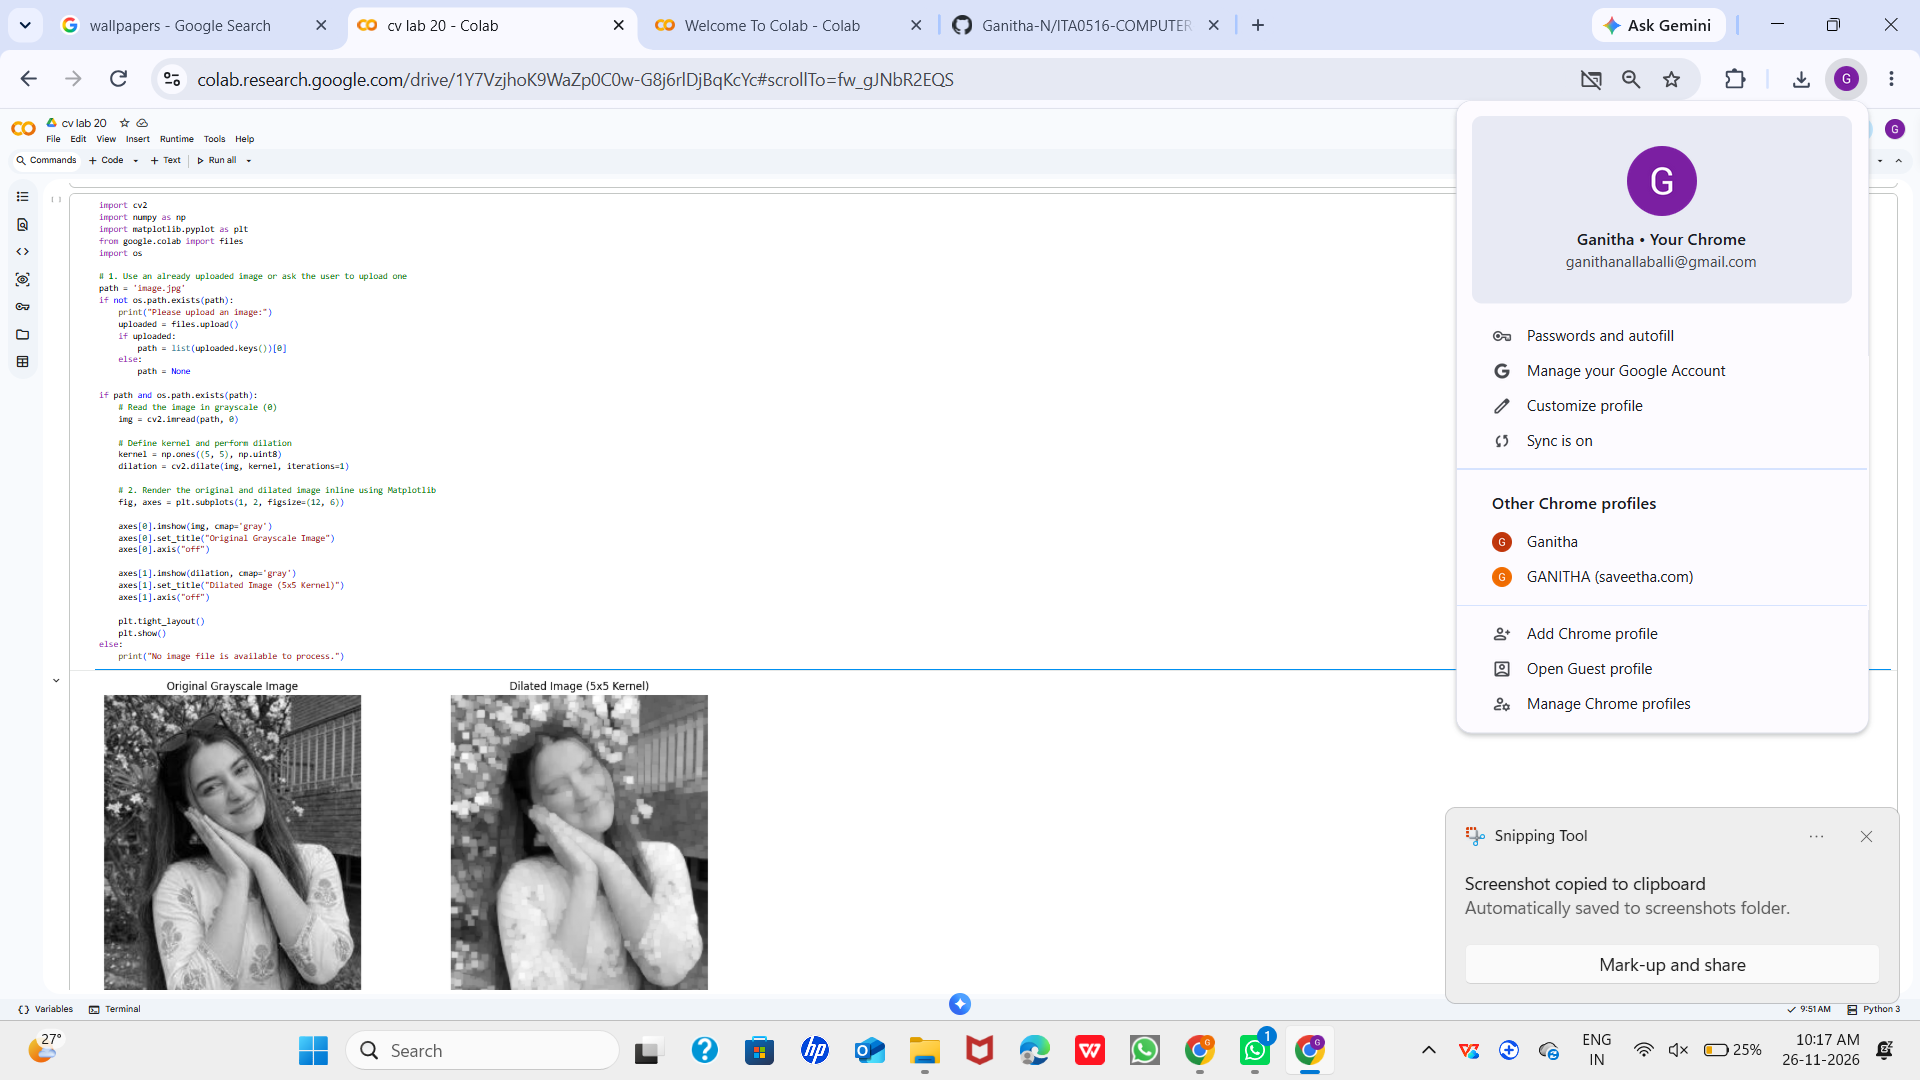 wallpapers - Google Search
cv lab 20 - Colab
Welcome To Colab - Colab
Ganitha-N/ITA0516-COMPUTER
Ask Gemini
colab.research.google.com/drive/1Y7VzjhoK9WaZp0C0w-G8j6rlDjBqKcYc#scrollTo=fw_gJNbR2EQS
G
cv lab 20
File Edit View Insert Runtime Tools Help
G
Commands + Code + Text Run all
import cv2
import numpy as np
import matplotlib.pyplot as plt
from google.colab import files
import os
# 1. Use an already uploaded image or ask the user to upload one
path = 'image.jpg'
if not os.path.exists(path):
print("Please upload an image:")
uploaded = files.upload()
if uploaded:
path = list(uploaded.keys())[0]
else:
path = None
if path and os.path.exists(path):
# Read the image in grayscale (0)
img = cv2.imread(path, 0)
# Define kernel and perform dilation
kernel = np.ones((5, 5), np.uint8)
dilation = cv2.dilate(img, kernel, iterations=1)
# 2. Render the original and dilated image inline using Matplotlib
fig, axes = plt.subplots(1, 2, figsize=(12, 6))
axes[0].imshow(img, cmap='gray')
axes[0].set_title("Original Grayscale Image")
axes[0].axis("off")
axes[1].imshow(dilation, cmap='gray')
axes[1].set_title("Dilated Image (5x5 Kernel)")
axes[1].axis("off")
plt.tight_layout()
plt.show()
else:
print("No image file is available to process.")
Original Grayscale Image
Dilated Image (5x5 Kernel)
G
Ganitha • Your Chrome
ganithanallaballi@gmail.com
Passwords and autofill
Manage your Google Account
Customize profile
Sync is on
Other Chrome profiles
G Ganitha
G GANITHA (saveetha.com)
Add Chrome profile
Open Guest profile
Manage Chrome profiles
Snipping Tool
Screenshot copied to clipboard
Automatically saved to screenshots folder.
Mark-up and share
Variables Terminal
9:51 AM Python 3
27°
Search
hp
W
G
1
G
ENG
IN
25%
10:17 AM
26-11-2026